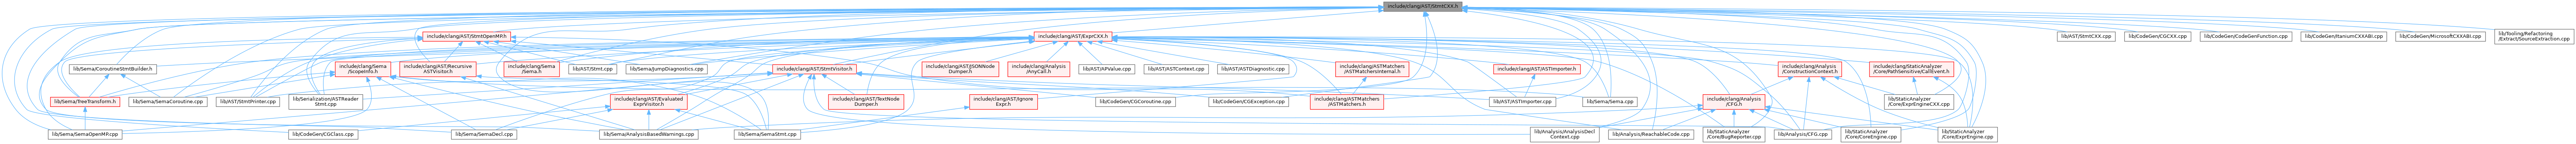 include/clang/AST/StmtCXX.h
include/clang/AST/StmtOpenMP.h
include/clang/AST/ExprCXX.h
lib/AST/StmtCXX.cpp
lib/CodeGen/CGCXX.cpp
lib/CodeGen/CodeGenFunction.cpp
lib/CodeGen/ItaniumCXXABI.cpp
lib/CodeGen/MicrosoftCXXABI.cpp
lib/Tooling/Refactoring
/Extract/SourceExtraction.cpp
lib/Sema/CoroutineStmtBuilder.h
include/clang/Sema
/ScopeInfo.h
include/clang/AST/Recursive
ASTVisitor.h
include/clang/Sema
/Sema.h
lib/AST/Stmt.cpp
lib/Sema/JumpDiagnostics.cpp
include/clang/AST/StmtVisitor.h
include/clang/AST/JSONNode
Dumper.h
include/clang/Analysis
/AnyCall.h
lib/AST/APValue.cpp
lib/AST/ASTContext.cpp
lib/AST/ASTDiagnostic.cpp
include/clang/ASTMatchers
/ASTMatchersInternal.h
include/clang/AST/ASTImporter.h
include/clang/Analysis
/ConstructionContext.h
include/clang/StaticAnalyzer
/Core/PathSensitive/CallEvent.h
lib/Sema/TreeTransform.h
lib/Sema/SemaCoroutine.cpp
lib/AST/StmtPrinter.cpp
lib/Serialization/ASTReader
Stmt.cpp
include/clang/AST/Evaluated
ExprVisitor.h
include/clang/AST/TextNode
Dumper.h
include/clang/AST/Ignore
Expr.h
lib/CodeGen/CGCoroutine.cpp
lib/CodeGen/CGException.cpp
include/clang/ASTMatchers
/ASTMatchers.h
lib/AST/ASTImporter.cpp
lib/Sema/Sema.cpp
include/clang/Analysis
/CFG.h
lib/StaticAnalyzer
/Core/ExprEngineCXX.cpp
lib/Sema/SemaOpenMP.cpp
lib/CodeGen/CGClass.cpp
lib/Sema/SemaDecl.cpp
lib/Sema/AnalysisBasedWarnings.cpp
lib/Sema/SemaStmt.cpp
lib/Analysis/AnalysisDecl
Context.cpp
lib/Analysis/ReachableCode.cpp
lib/StaticAnalyzer
/Core/BugReporter.cpp
lib/Analysis/CFG.cpp
lib/StaticAnalyzer
/Core/CoreEngine.cpp
lib/StaticAnalyzer
/Core/ExprEngine.cpp